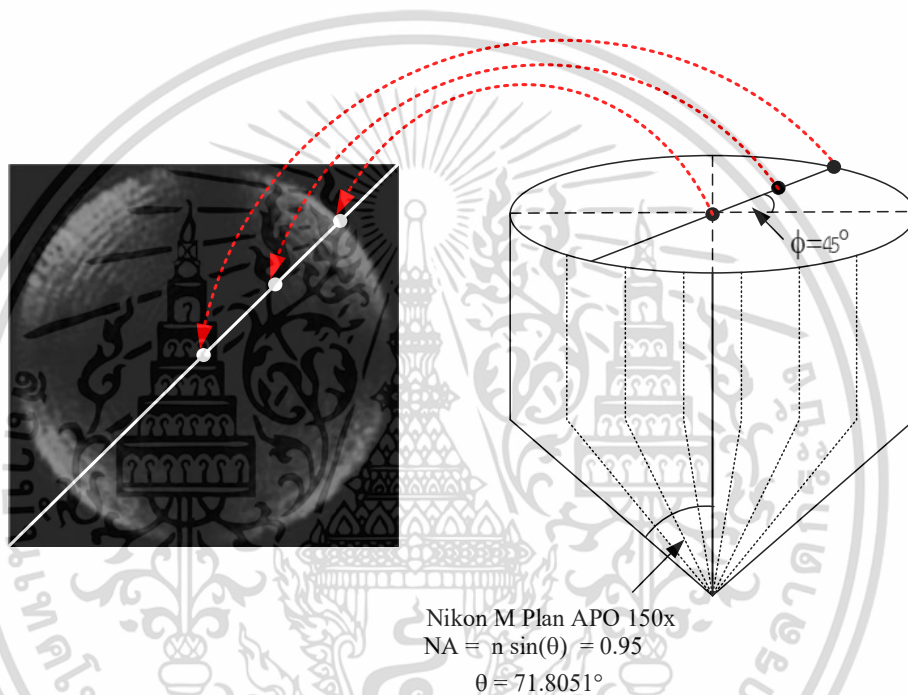 ϕ=45°
Nikon M Plan APO 150x
NA = n sin(θ) = 0.95
θ = 71.8051°